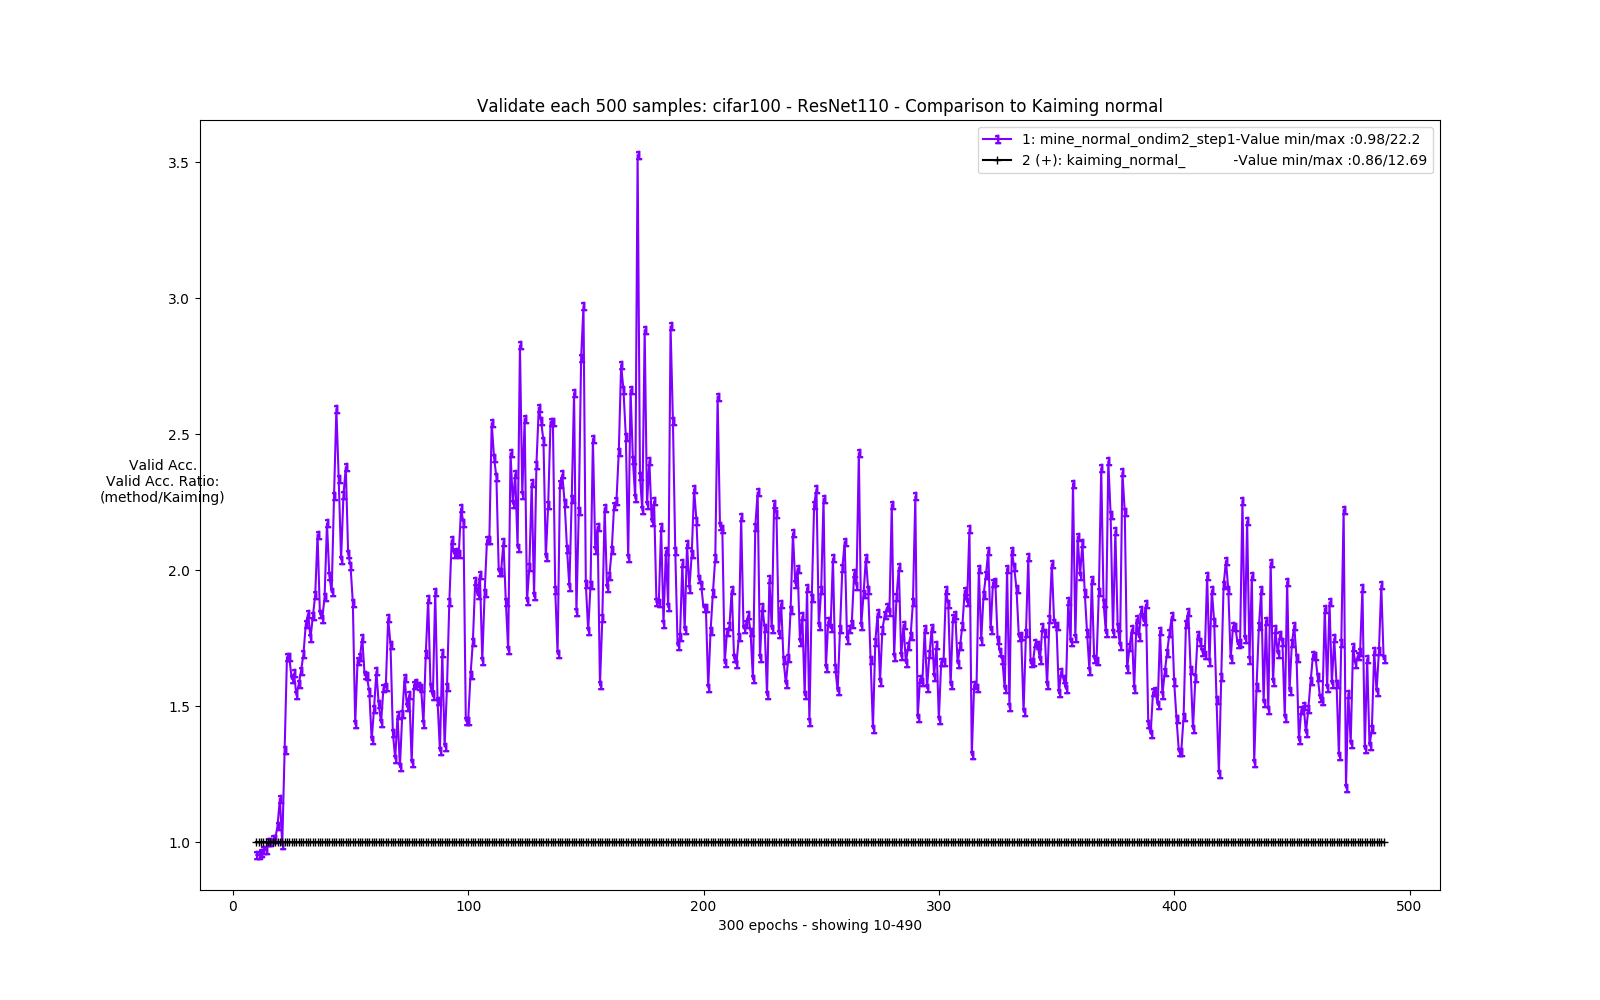 Validate each 500 samples: cifar100 - ResNet110 - Comparison to Kaiming normal
1: mine_normal_ondim2_step1-Value min/max :0.98/22.2
2 (+): kaiming_normal_ -Value min/max :0.86/12.69
3.5
3.0
2.5
Valid Acc.
Valid Acc. Ratio:
(method/Kaiming)
2.0
1.5
1.0
0 100 200 300 400 500
300 epochs - showing 10-490